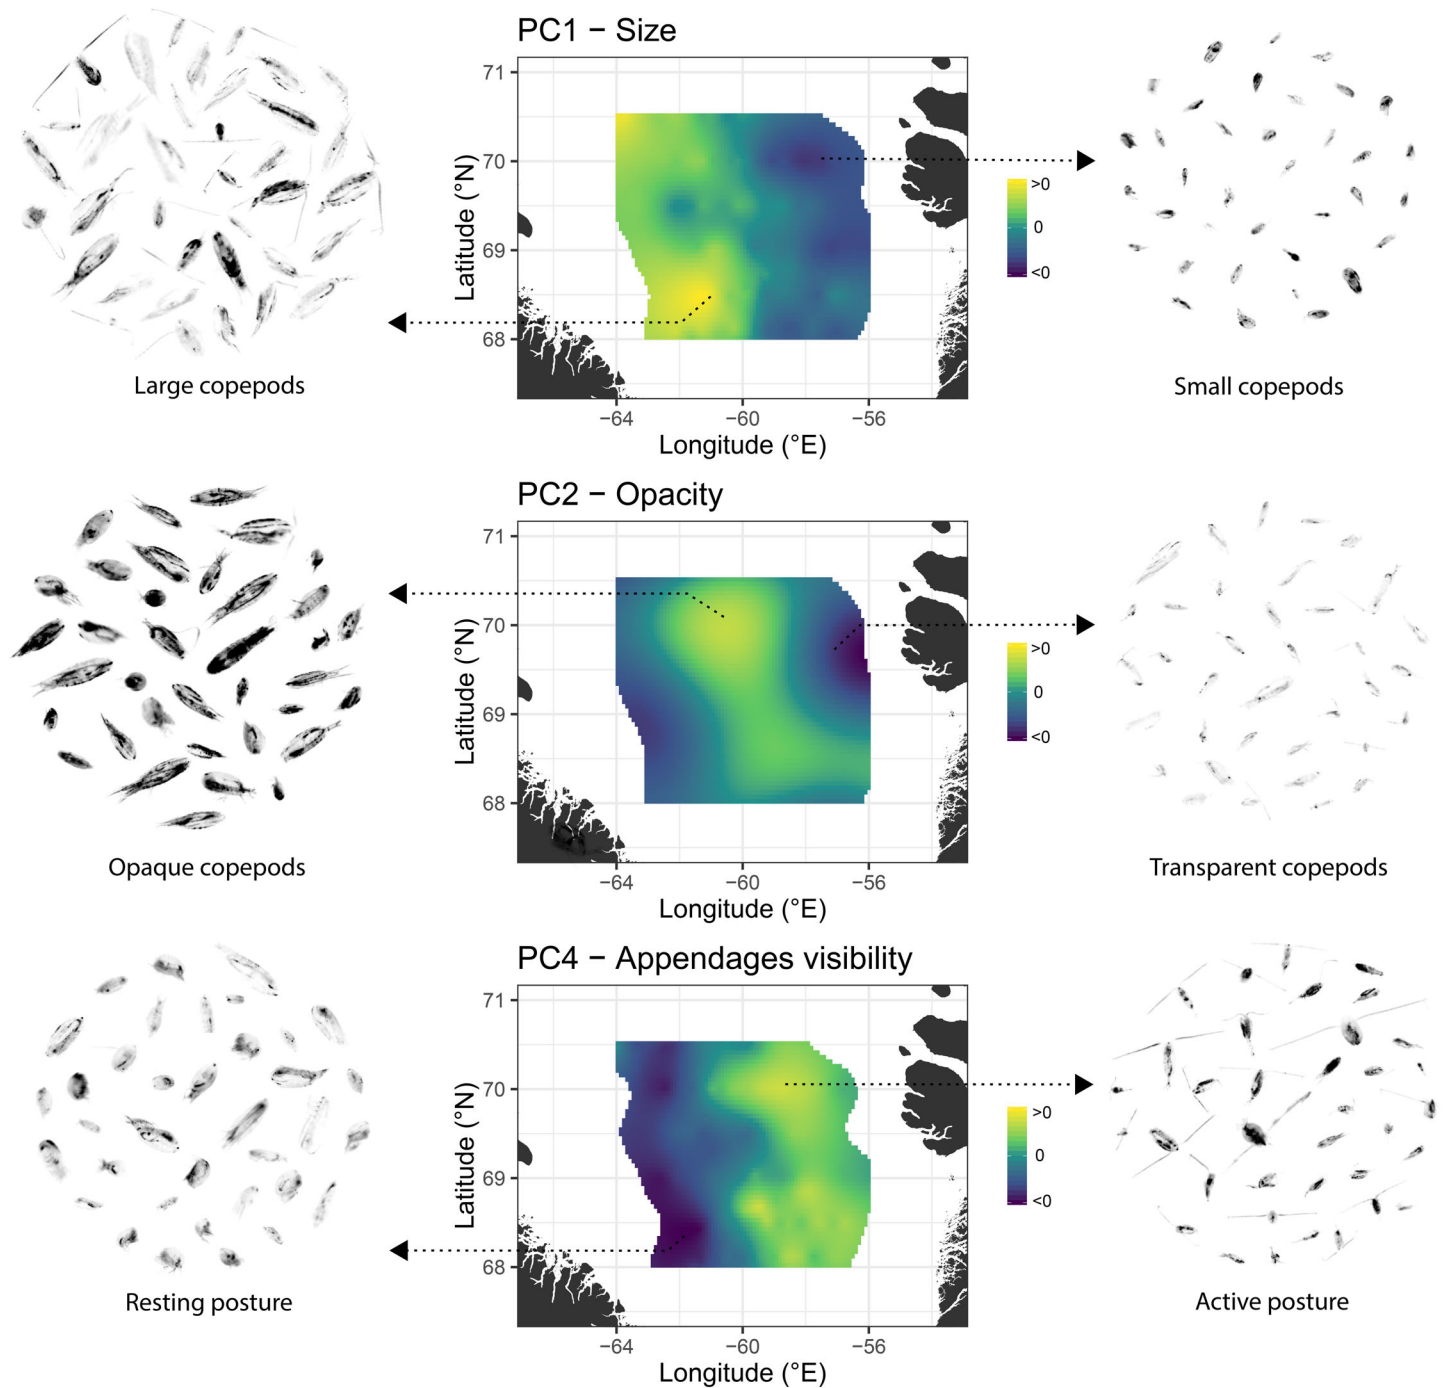 PC1 − Size
71
70
69
68
Latitude (°N)
−64
−60
−56
Longitude (°E)
>0
0
<0
Large copepods
Small copepods
PC2 − Opacity
71
70
69
68
Latitude (°N)
−64
−60
−56
Longitude (°E)
>0
0
<0
Opaque copepods
Transparent copepods
PC4 − Appendages visibility
71
70
69
68
Latitude (°N)
−64
−60
−56
Longitude (°E)
>0
0
<0
Resting posture
Active posture